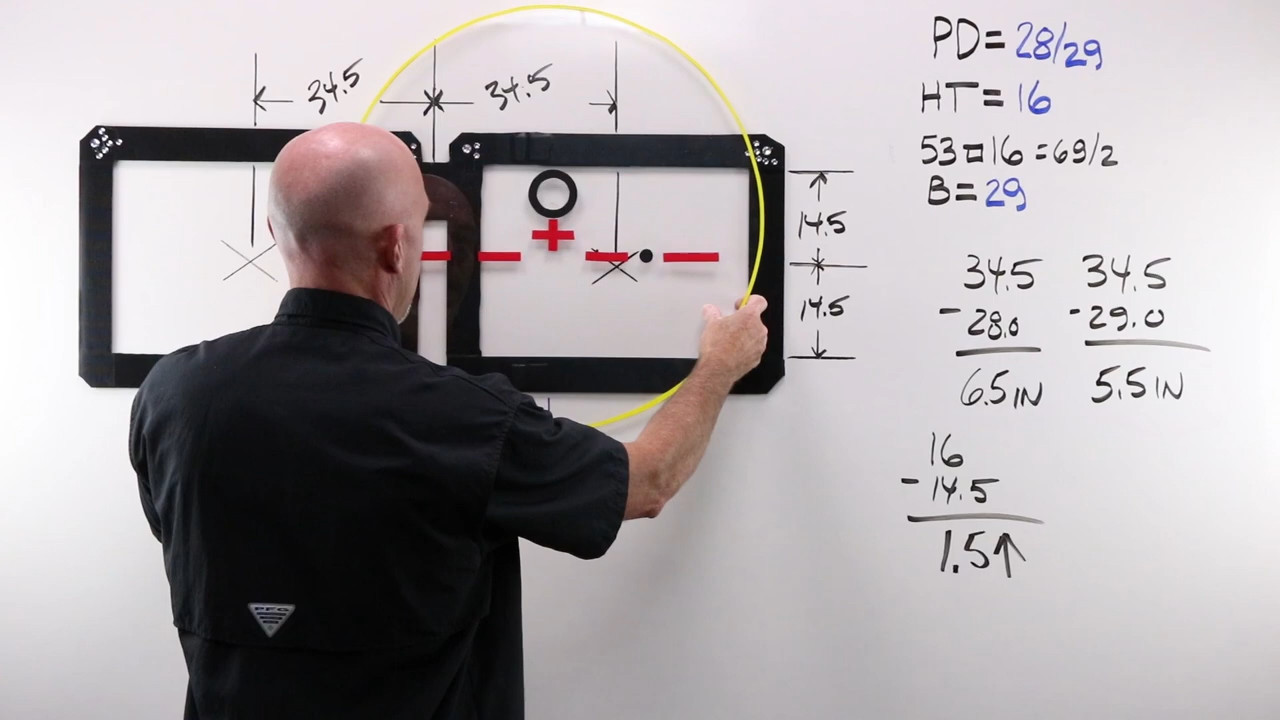 34.5 34.5
14.5
14.5
PD= 28/29
HT = 16
53□16 = 69/2
B= 29
34.5
-28.0
6.5 IN
34.5
-29.0
5.5 IN
16
-14.5
1.5↑
PFG